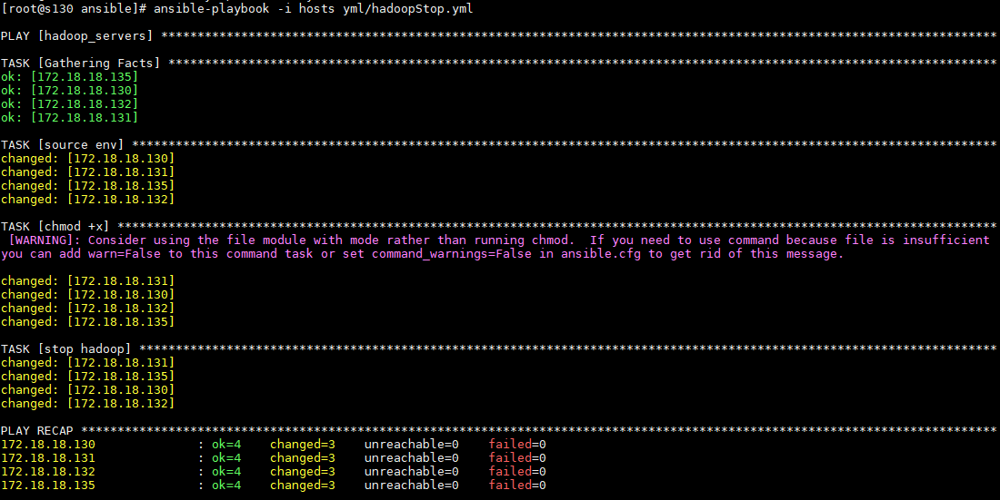 [root@s130 ansible]# ansible-playbook -i hosts yml/hadoopStop.yml
PLAY [hadoop_servers] *******************************************************************************************************************
TASK [Gathering Facts] ******************************************************************************************************************
ok: [172.18.18.135]
ok: [172.18.18.130]
ok: [172.18.18.132]
ok: [172.18.18.131]
TASK [source env] ***********************************************************************************************************************
changed: [172.18.18.130]
changed: [172.18.18.131]
changed: [172.18.18.135]
changed: [172.18.18.132]
TASK [chmod +x] *************************************************************************************************************************
[WARNING]: Consider using the file module with mode rather than running chmod.  If you need to use command because file is insufficient
you can add warn=False to this command task or set command_warnings=False in ansible.cfg to get rid of this message.
changed: [172.18.18.131]
changed: [172.18.18.130]
changed: [172.18.18.132]
changed: [172.18.18.135]
TASK [stop hadoop] **********************************************************************************************************************
changed: [172.18.18.131]
changed: [172.18.18.135]
changed: [172.18.18.130]
changed: [172.18.18.132]
PLAY RECAP ******************************************************************************************************************************
172.18.18.130              : ok=4    changed=3    unreachable=0    failed=0
172.18.18.131              : ok=4    changed=3    unreachable=0    failed=0
172.18.18.132              : ok=4    changed=3    unreachable=0    failed=0
172.18.18.135              : ok=4    changed=3    unreachable=0    failed=0